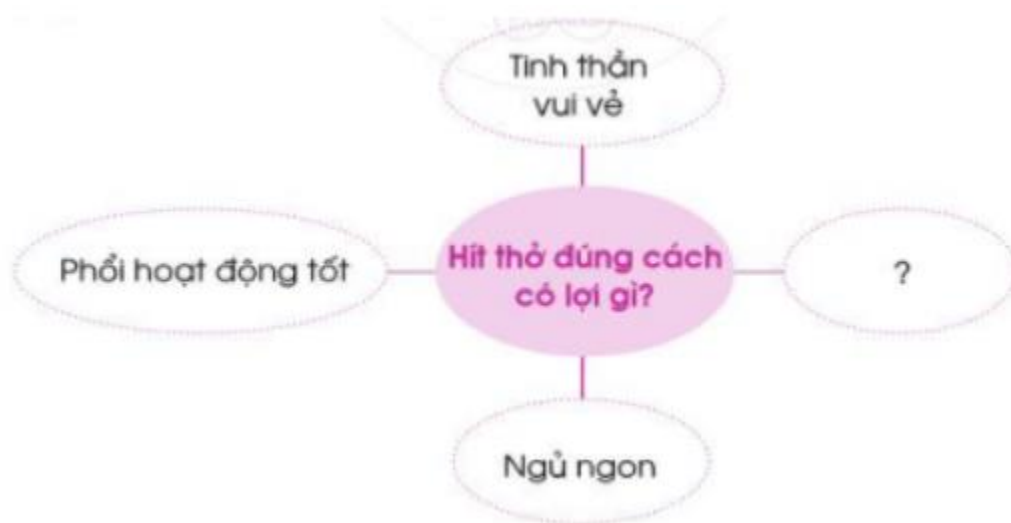 Tinh thần
vui vẻ
Phổi hoạt động tốt
Hít thở đúng cách
có lợi gì?
?
Ngủ ngon